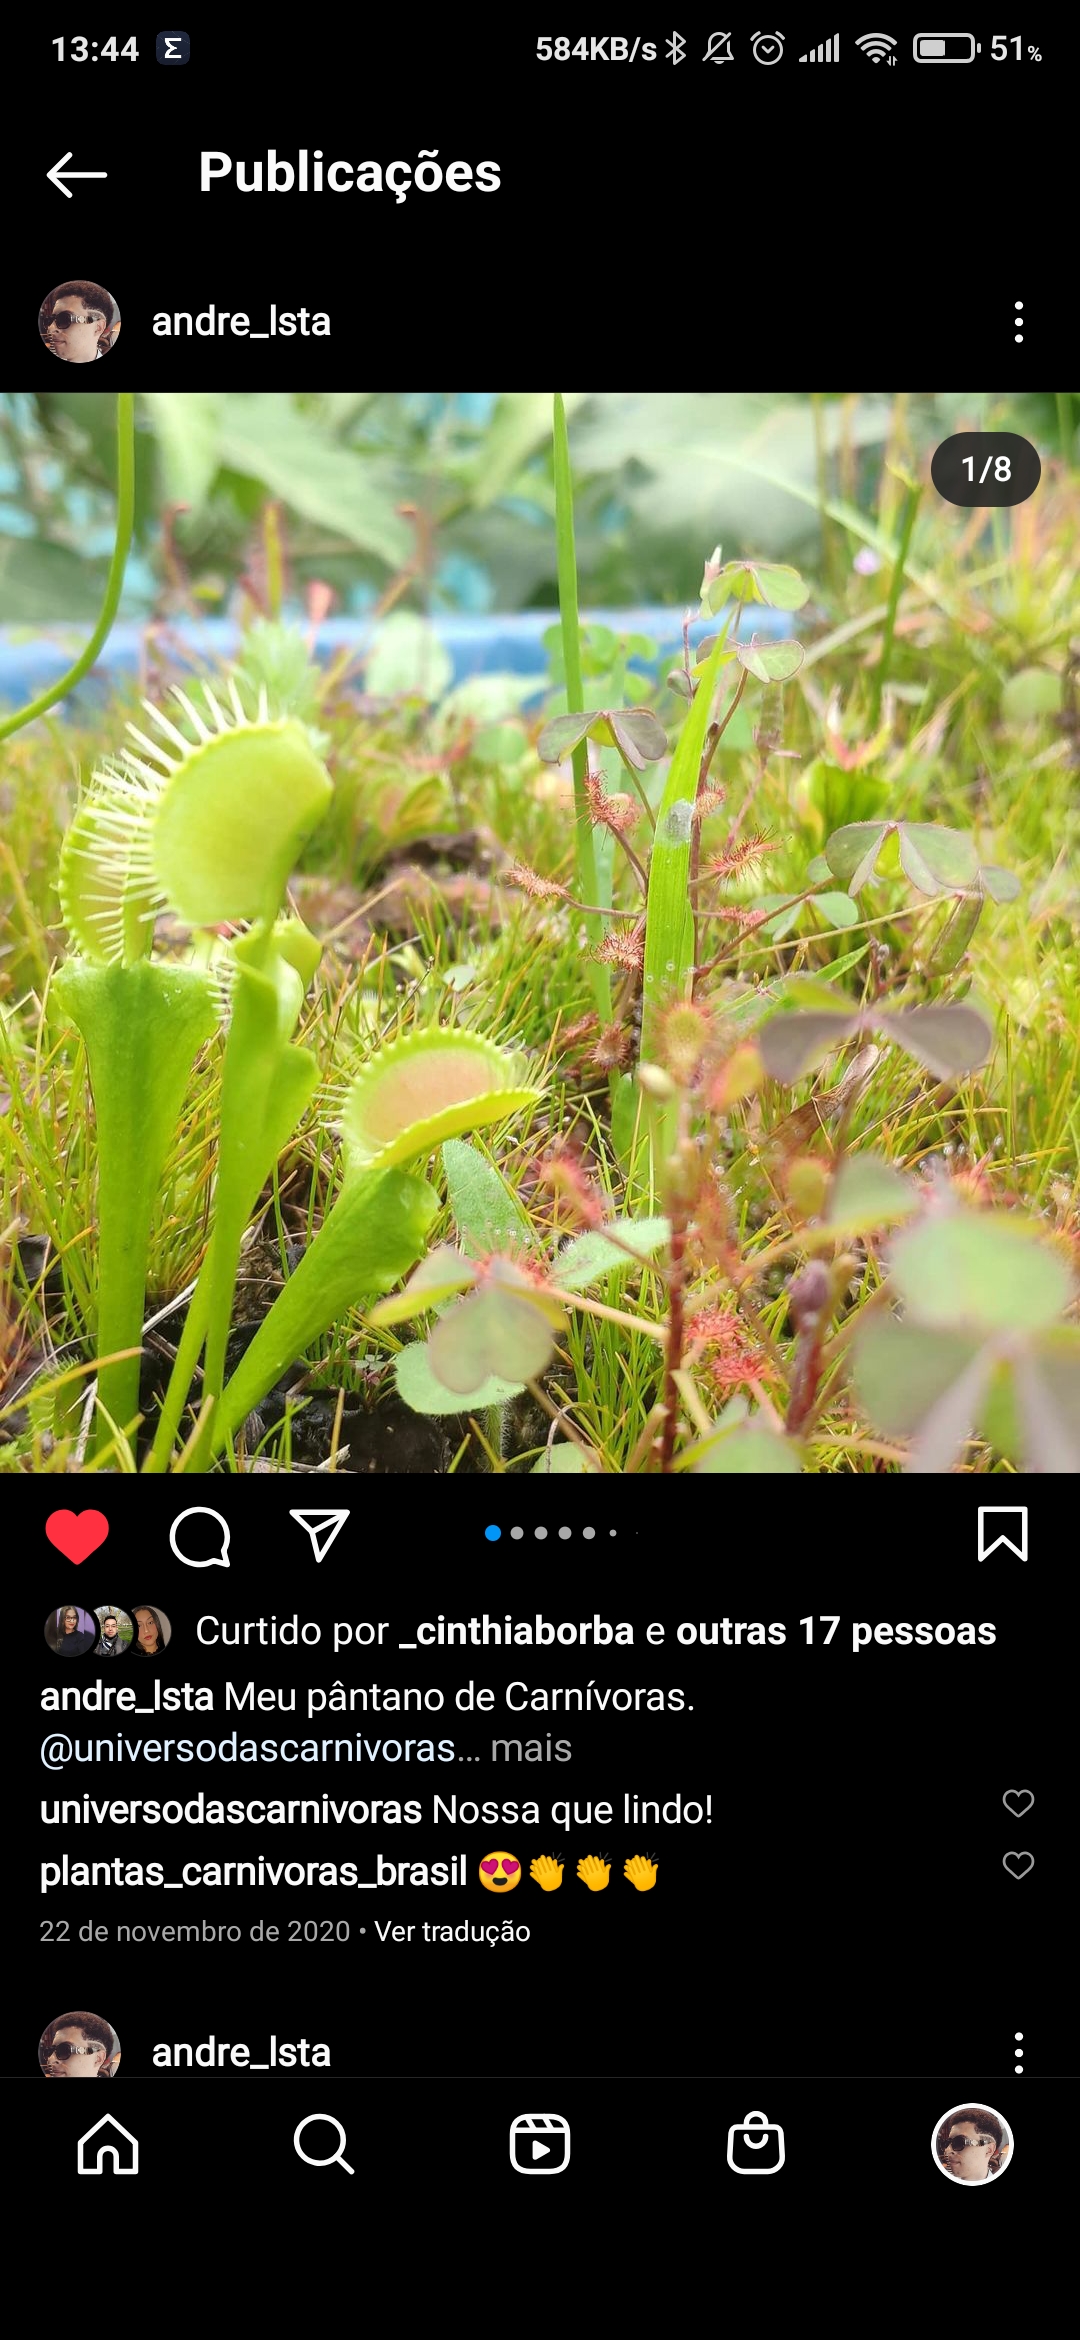 13:44 Σ 584KB/s 51%
Publicações
andre_lsta
1/8
Curtido por _cinthiaborba e outras 17 pessoas
andre_lsta Meu pântano de Carnívoras.
@universodascarnivoras... mais
universodascarnivoras Nossa que lindo!
plantas_carnivoras_brasil 😍👏👏👏
22 de novembro de 2020 • Ver tradução
andre_lsta